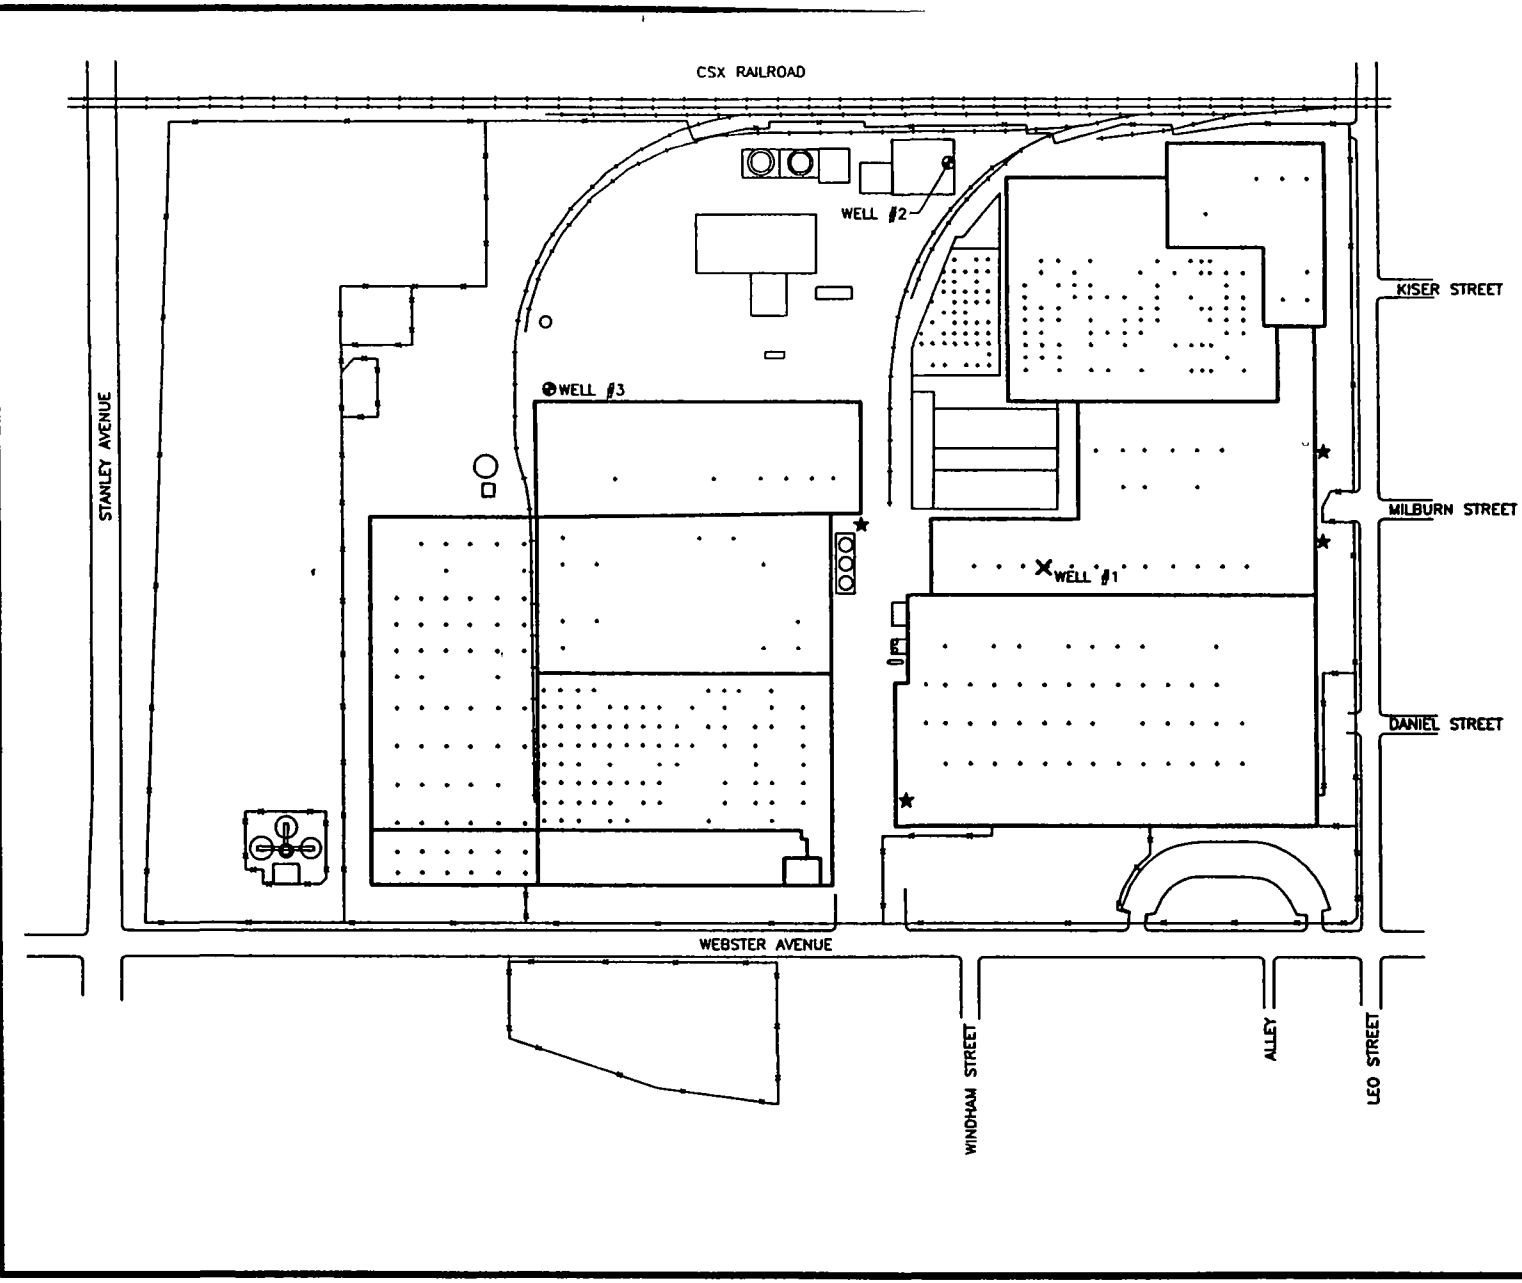 CSX RAILROAD
WELL #2
KISER STREET
WELL #3
STANLEY AVENUE
MILBURN STREET
WELL #1
DANIEL STREET
WEBSTER AVENUE
WINDHAM STREET
ALLEY
LEO STREET